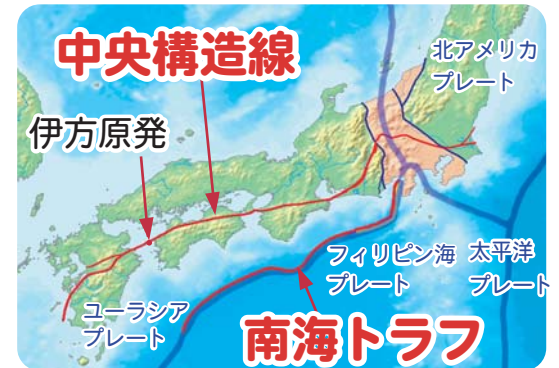 中央構造線
北アメリカ
プレート
伊方原発
フィリピン海
プレート
太平洋
プレート
ユーラシア
プレート
南海トラフ